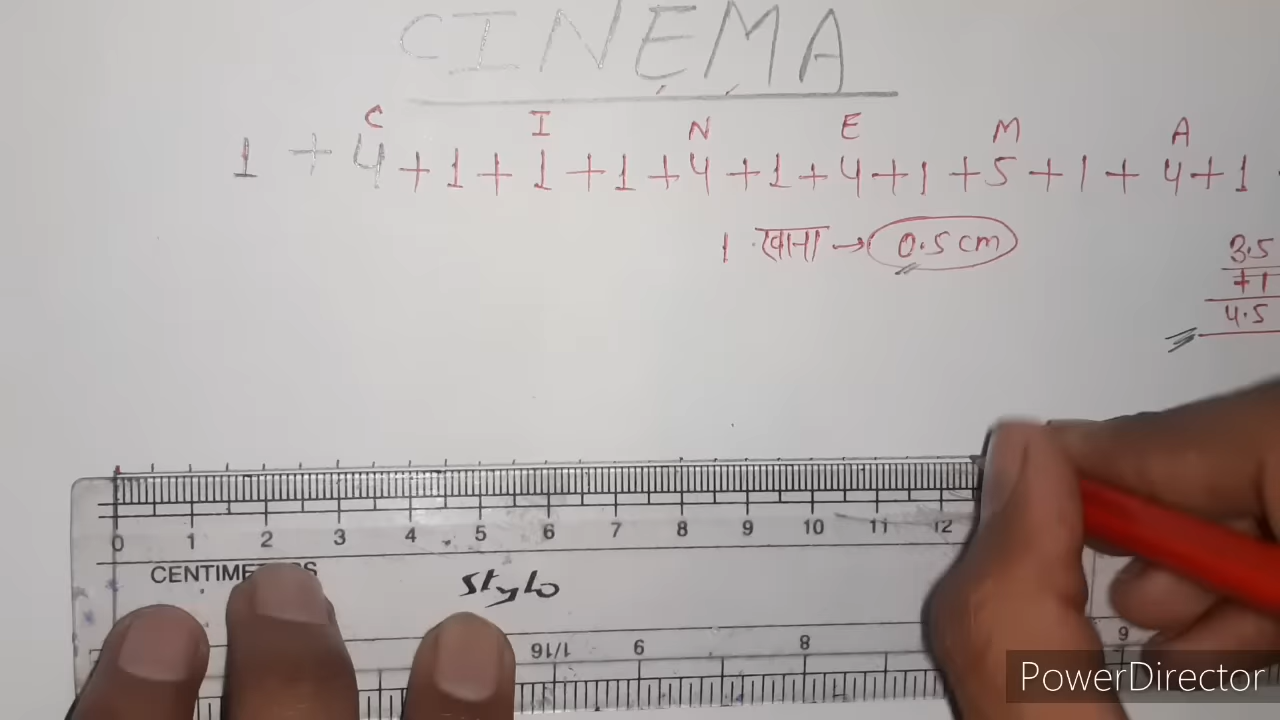 CINEMA
C I N E M A
1 + 4 + 1 + 1 + 1 + 4 + 1 + 4 + 1 + 5 + 1 + 4 + 1
1 खाना → 0.5 cm
3.5
+1
4.5
0 1 2 3 4 5 6 7 8 9 10 11 12
CENTIMETRES
Stylo
1/16 9 8 6
PowerDirector